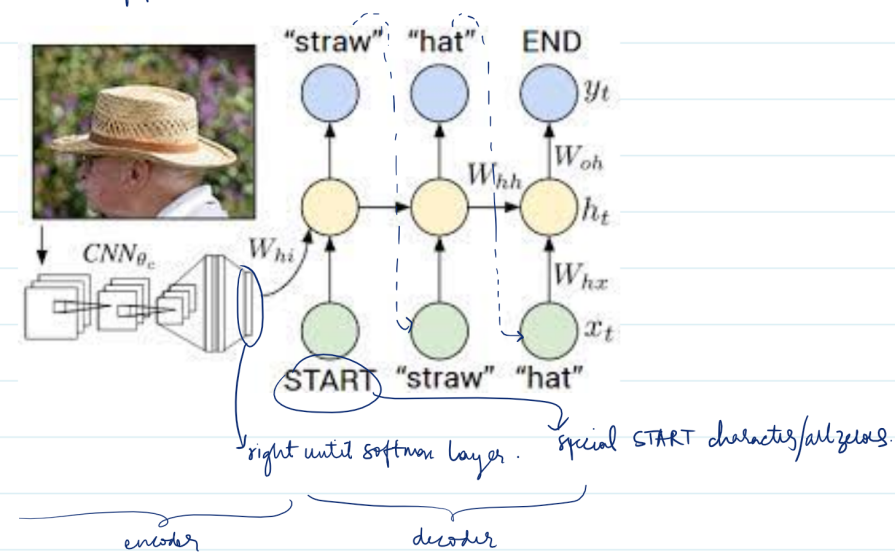 “straw” “hat” END
y_t
W_oh
W_hh
h_t
CNN_θc
W_hi
W_hx
x_t
START “straw” “hat”
right until softmax layer.
special START character/all zeros.
encoder
decoder